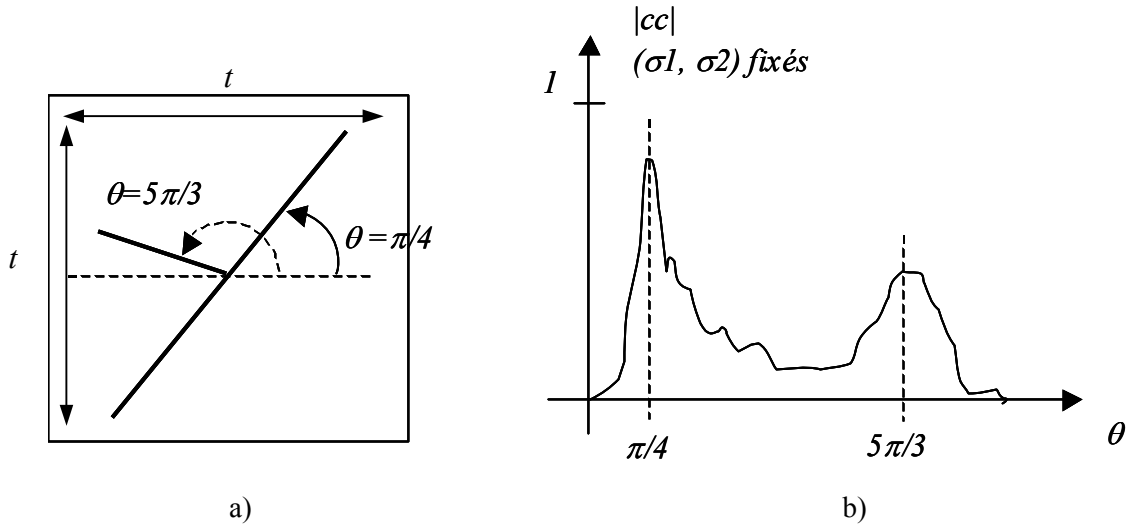 t
t
θ=5π/3
θ=π/4
a)
|cc|
(σ1, σ2) fixés
1
π/4
5π/3
θ
b)